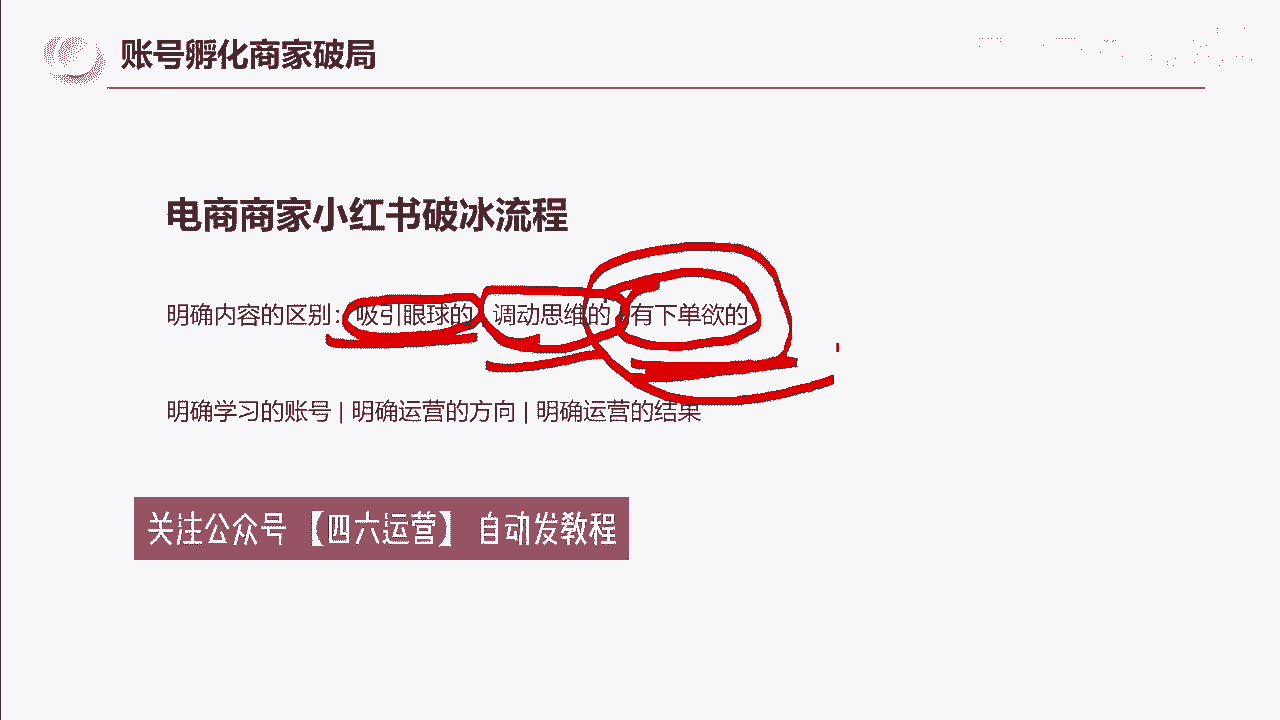 账号孵化商家破局
电商商家小红书破冰流程
明确内容的区别：吸引眼球的 调动思维的 有下单欲的
明确学习的账号 | 明确运营的方向 | 明确运营的结果
关注公众号 【四六运营】 自动发教程